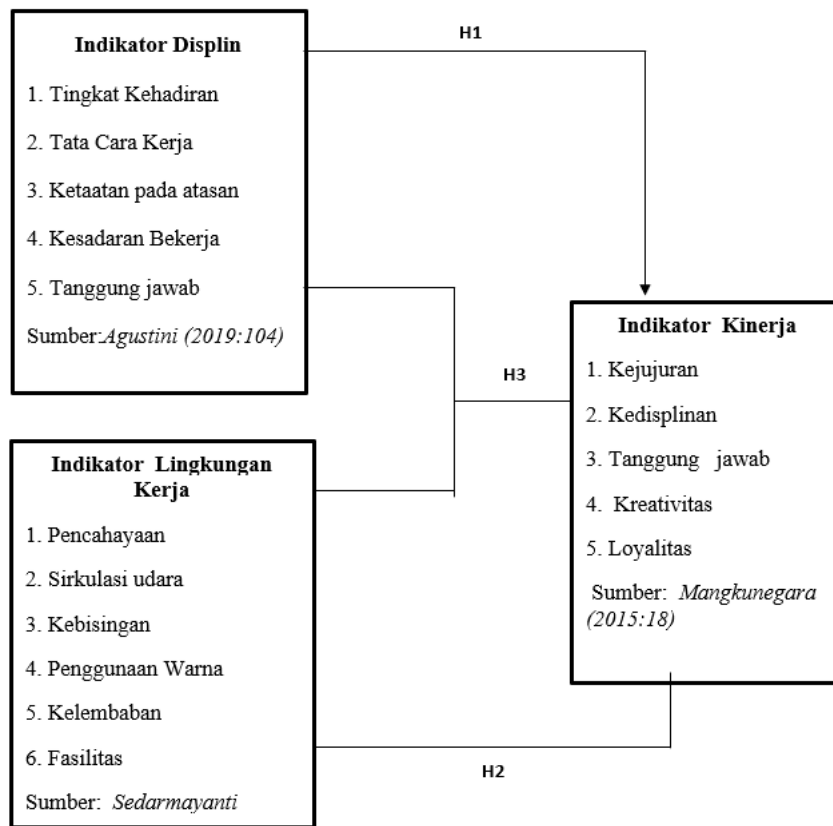 Indikator Displin
1. Tingkat Kehadiran
2. Tata Cara Kerja
3. Ketaatan pada atasan
4. Kesadaran Bekerja
5. Tanggung jawab
Sumber:Agustini (2019:104)
H1
H3
Indikator Kinerja
1. Kejujuran
2. Kedisplinan
3. Tanggung jawab
4. Kreativitas
5. Loyalitas
Sumber: Mangkunegara
(2015:18)
Indikator Lingkungan
Kerja
1. Pencahayaan
2. Sirkulasi udara
3. Kebisingan
4. Penggunaan Warna
5. Kelembaban
6. Fasilitas
Sumber: Sedarmayanti
H2